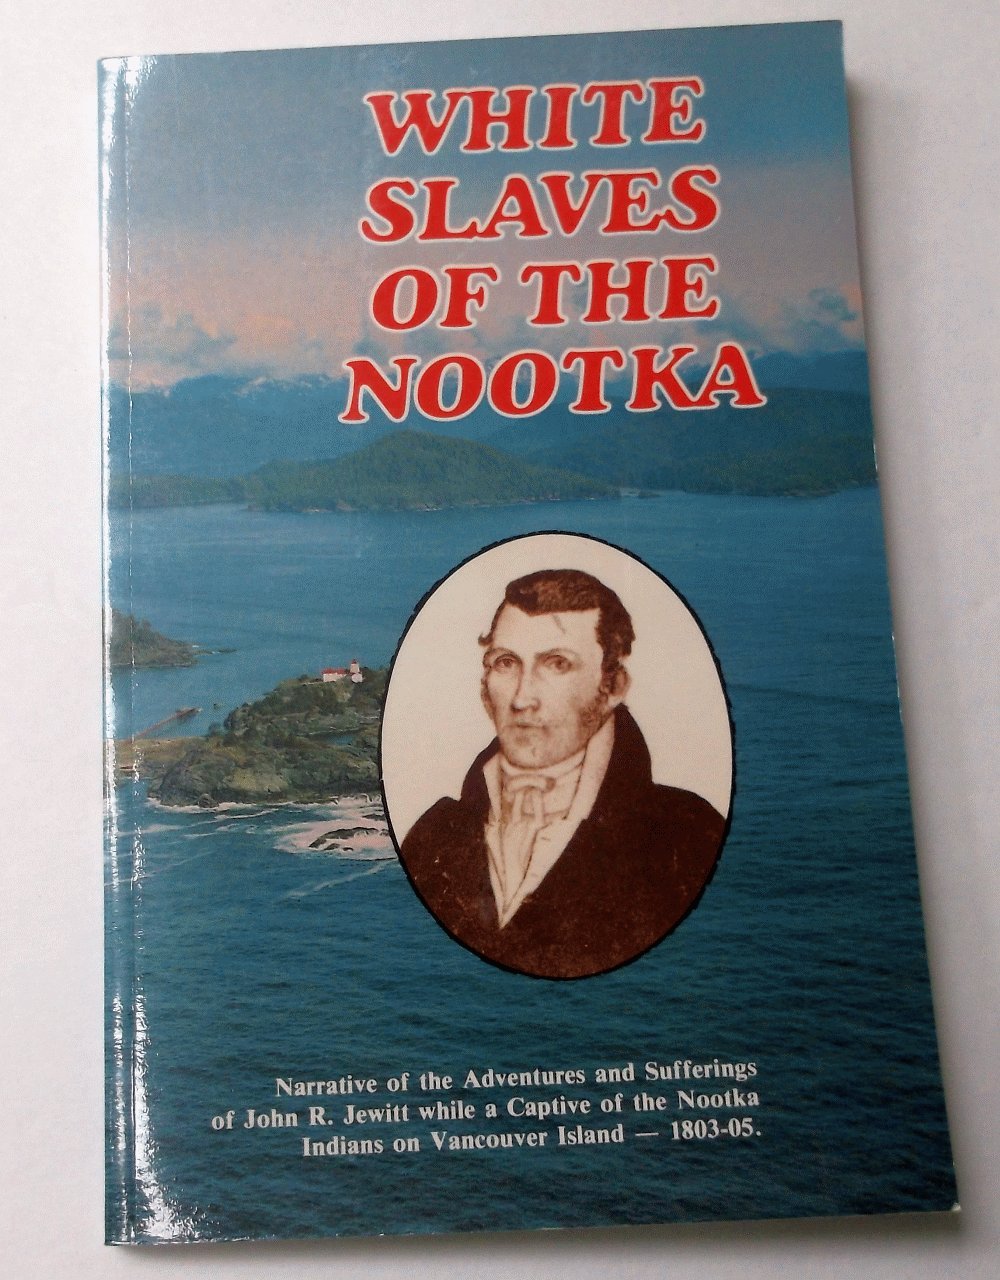 WHITE
SLAVES
OF THE
NOOTKA
Narrative of the Adventures and Sufferings
of John R. Jewitt while a Captive of the Nootka
Indians on Vancouver Island — 1803-05.